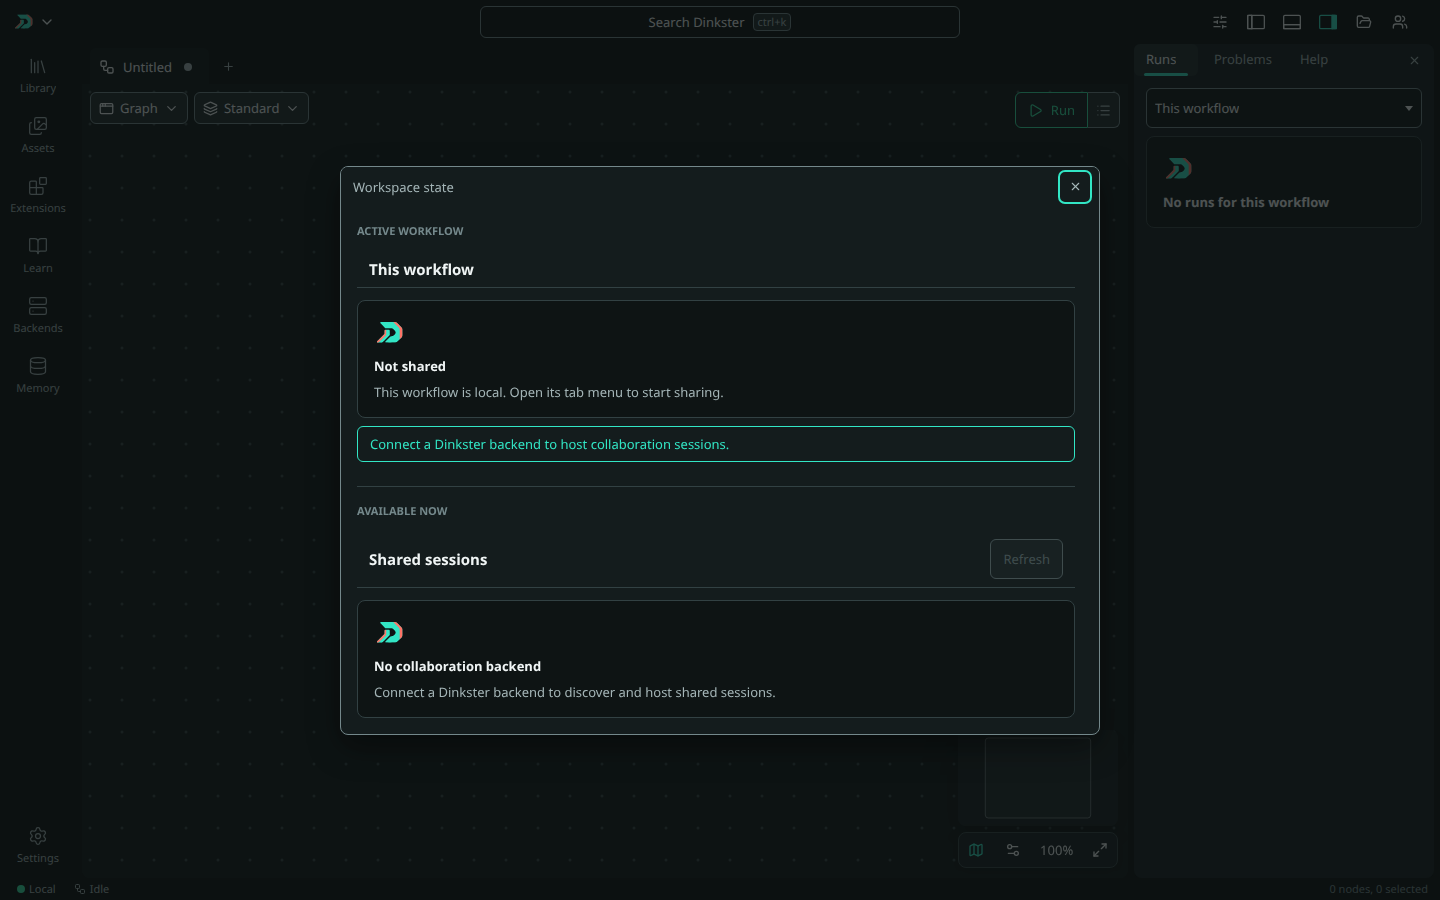 Search Dinkster ctrl+k
Library
Assets
Extensions
Learn
Backends
Memory
Settings
Untitled
Graph
Standard
Run
Runs Problems Help
This workflow
No runs for this workflow
Workspace state
ACTIVE WORKFLOW
This workflow
Not shared
This workflow is local. Open its tab menu to start sharing.
Connect a Dinkster backend to host collaboration sessions.
AVAILABLE NOW
Shared sessions
Refresh
No collaboration backend
Connect a Dinkster backend to discover and host shared sessions.
100%
Local
Idle
0 nodes, 0 selected